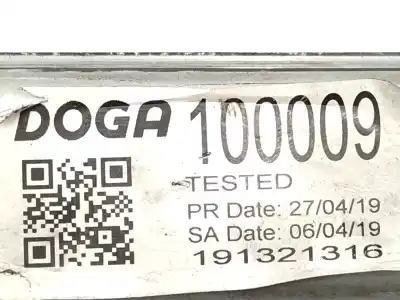 DOGA 100009
TESTED
PR Date: 27/04/19
SA Date: 06/04/19
191321316